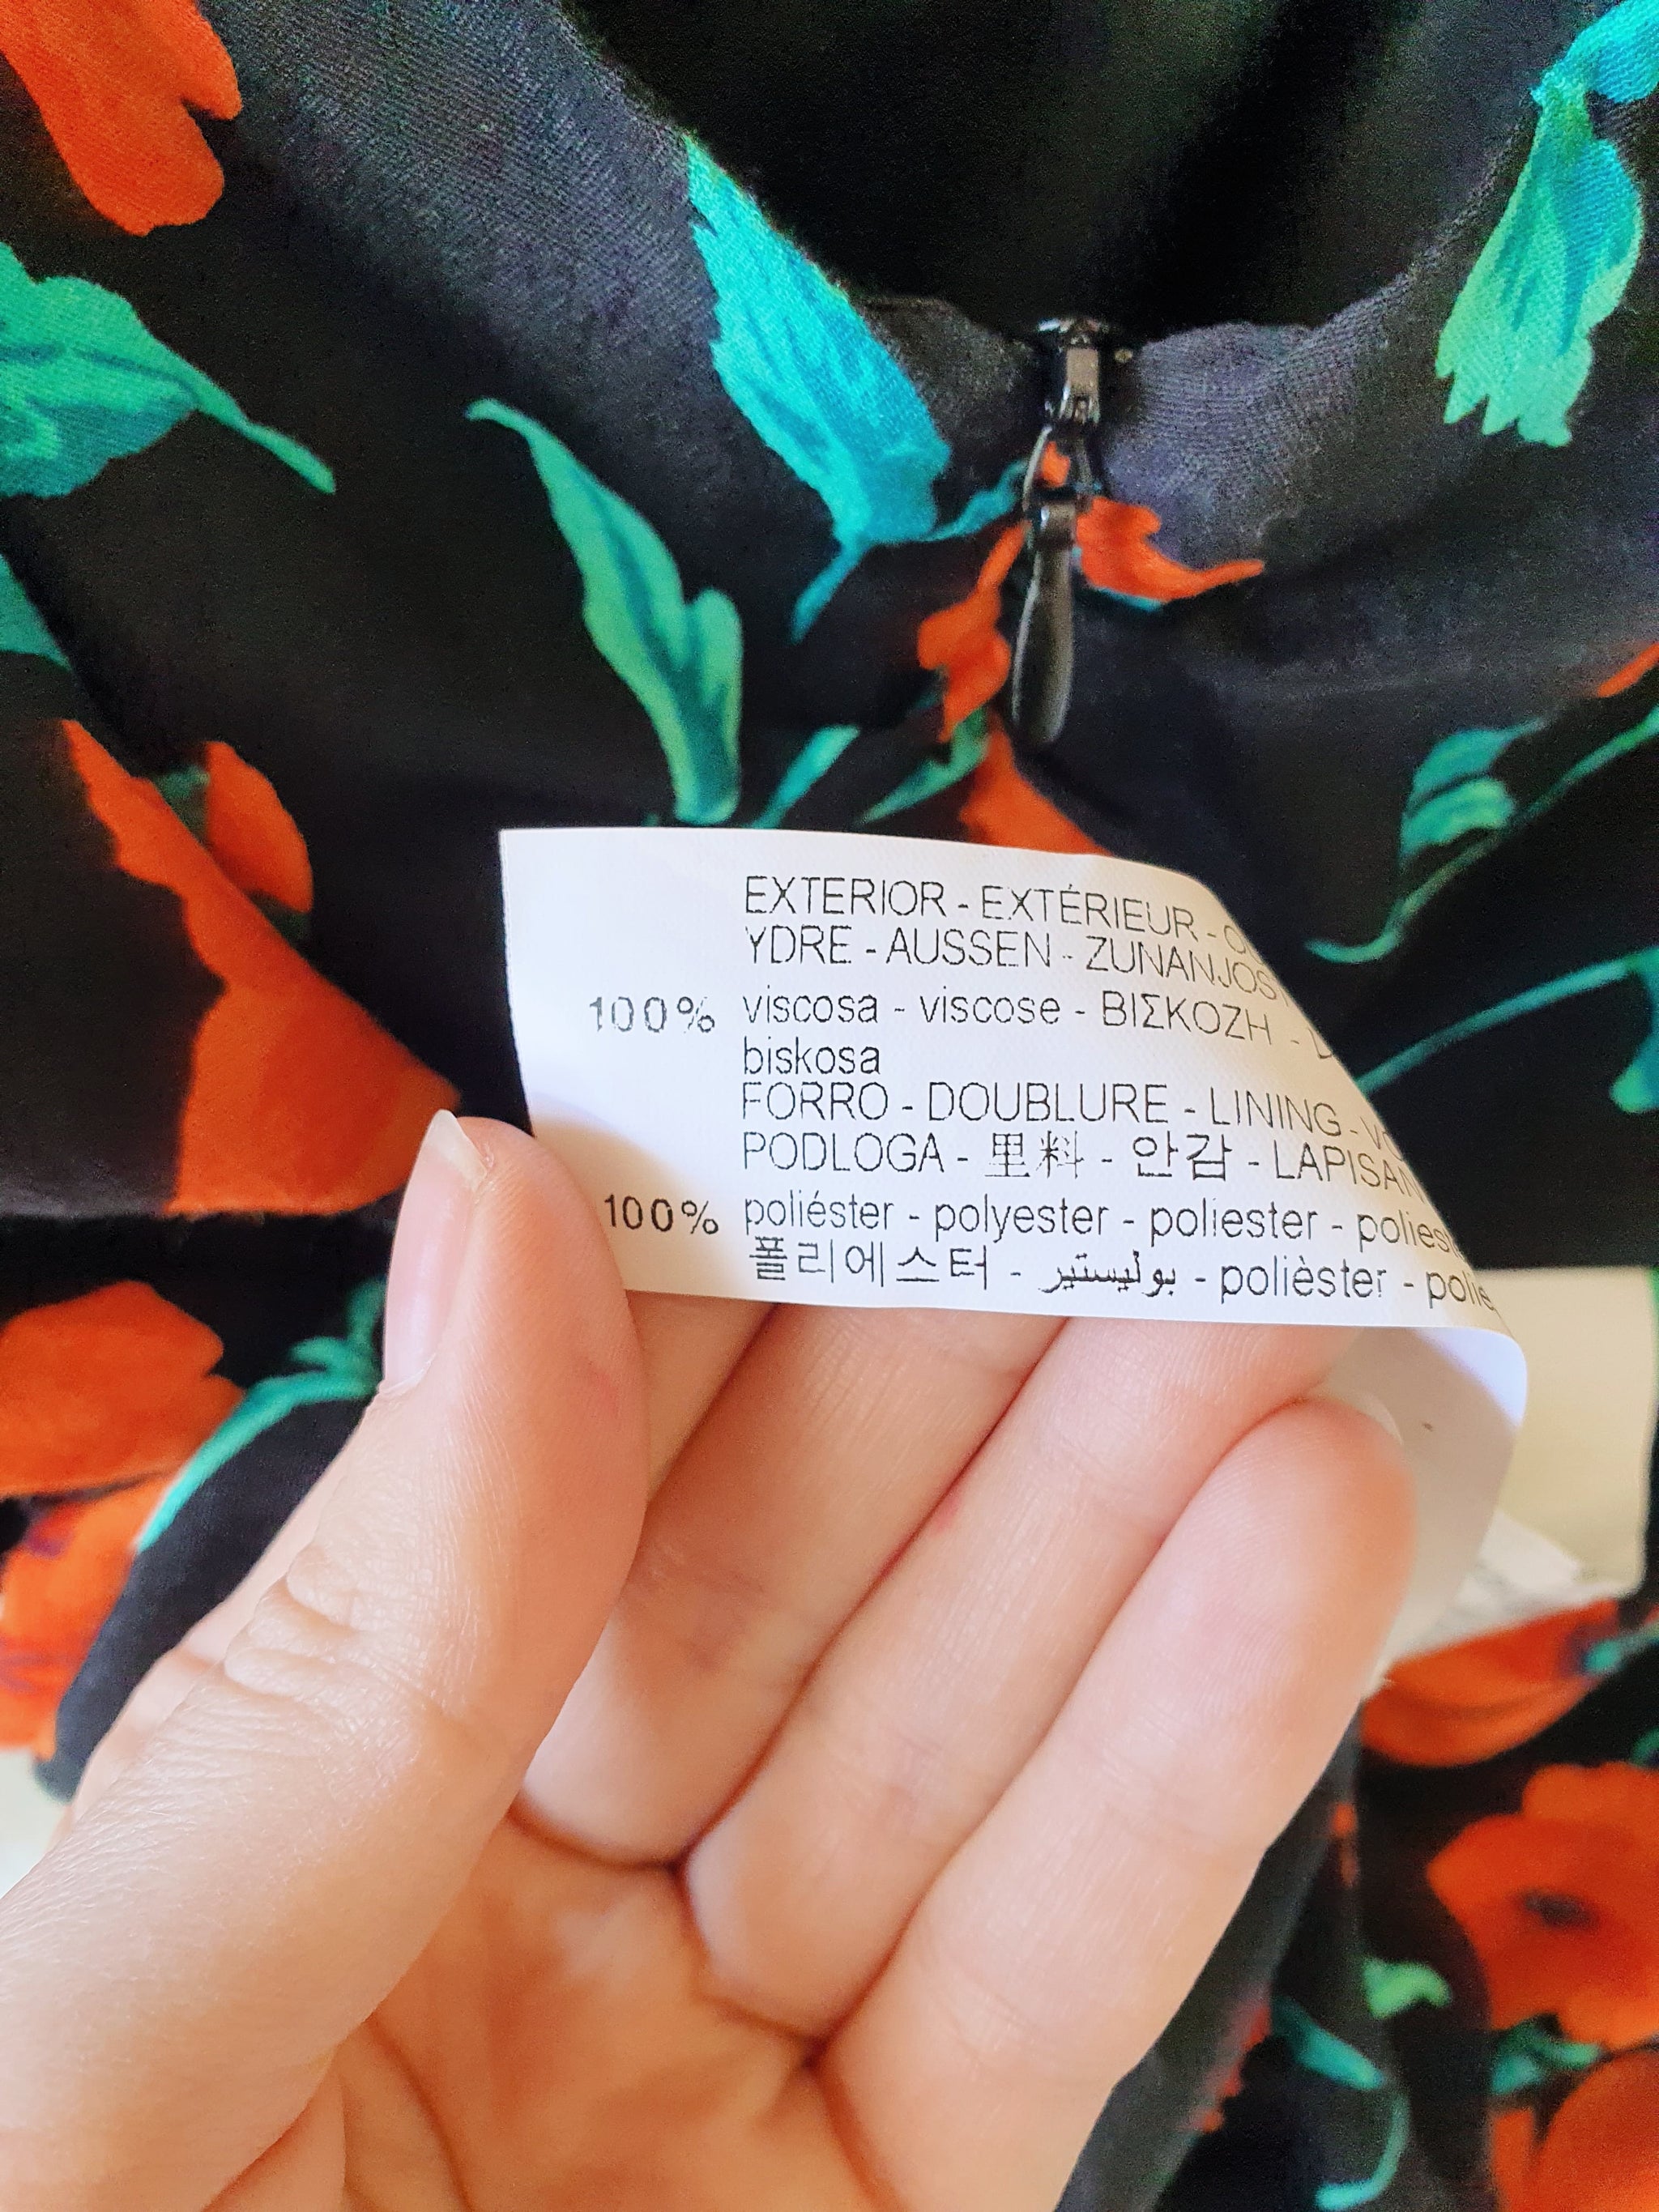 EXTERIOR - EXTÉRIEUR -
YDRE - AUSSEN - ZUNANJOST
100% viscosa - viscose - ΒΙΣΚΟΖΗ -
biskosa
FORRO - DOUBLURE - LINING -
PODLOGA - 里料 - 안감 - LAPISAN
100% poliéster - polyester - poliester -
폴리에스터 - بوليستير - polièster -